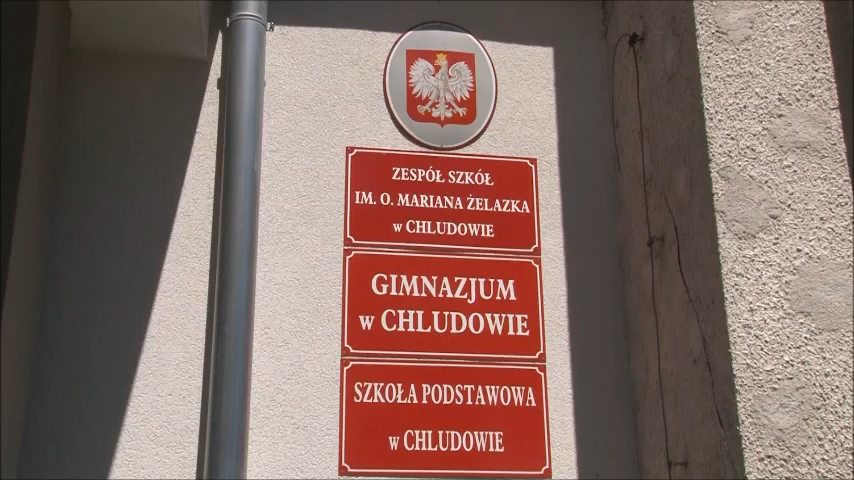 ZESPÓŁ SZKÓŁ
IM. O. MARIANA ŻELAZKA
w CHLUDOWIE
GIMNAZJUM
w CHLUDOWIE
SZKOŁA PODSTAWOWA
w CHLUDOWIE